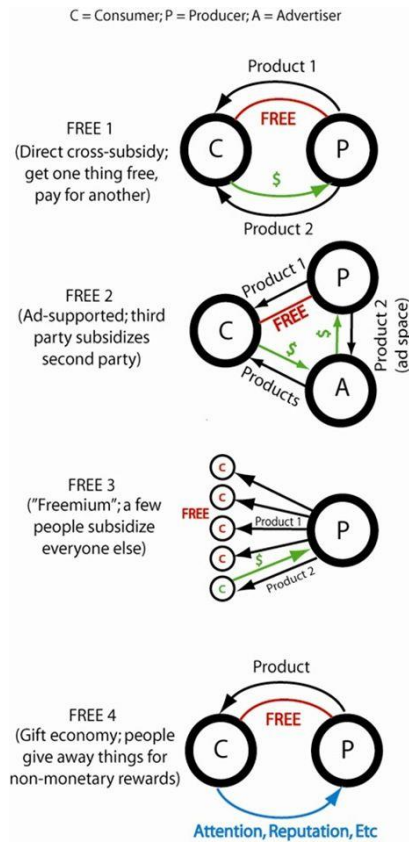 C = Consumer; P = Producer; A = Advertiser
FREE 1
(Direct cross-subsidy;
get one thing free,
pay for another)
Product 1
FREE
C
P
$
Product 2
FREE 2
(Ad-supported; third
party subsidizes
second party)
Product 1
P
FREE
C
$
$
Product 2
(ad space)
A
Products
FREE 3
("Freemium"; a few
people subsidize
everyone else)
C
C
FREE
C
Product 1
P
C
$
C
Product 2
FREE 4
(Gift economy; people
give away things for
non-monetary rewards)
Product
FREE
C
P
Attention, Reputation, Etc